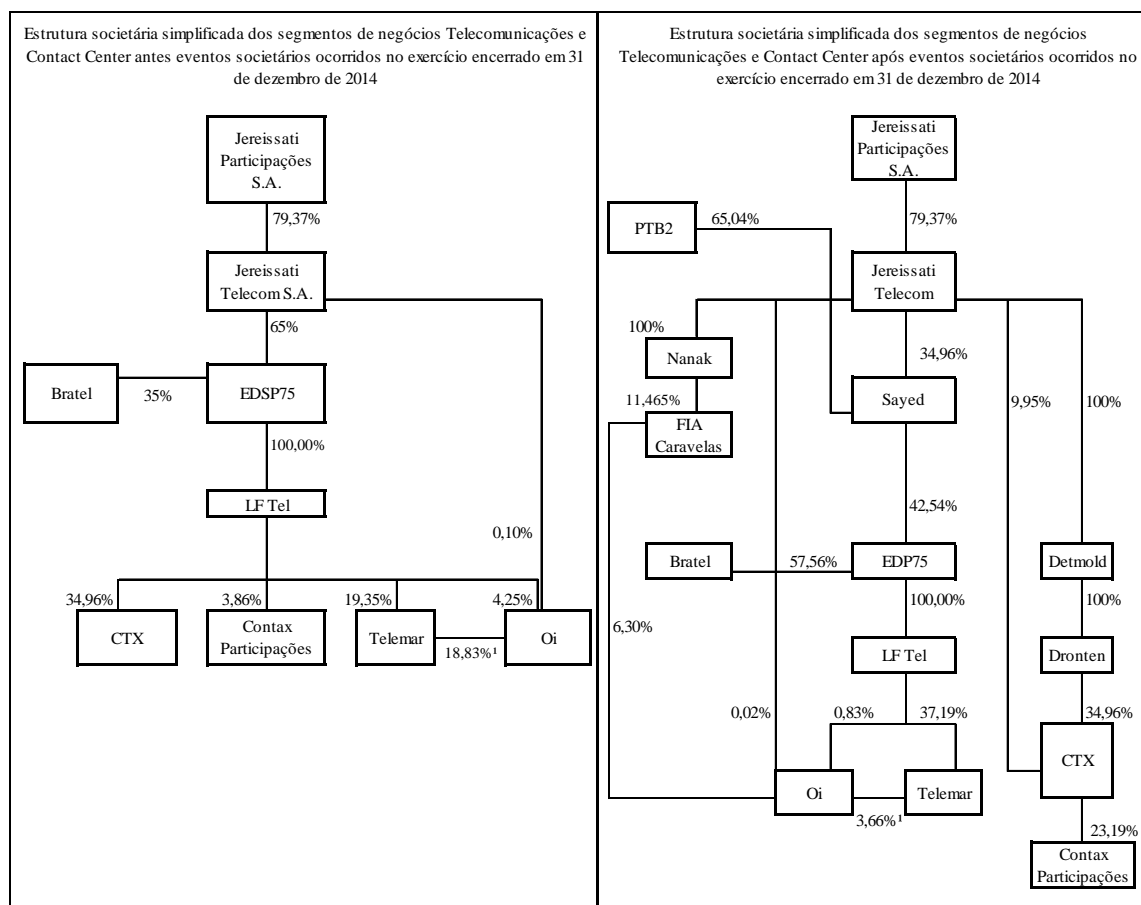 Estrutura societária simplificada dos segmentos de negócios Telecomunicações e
Contact Center antes eventos societários ocorridos no exercício encerrado em 31
de dezembro de 2014
Jereissati
Participações
S.A.
79,37%
Jereissati
Telecom S.A.
65%
Bratel
35%
EDSP75
100,00%
LF Tel
0,10%
34,96%
3,86%
19,35%
4,25%
CTX
Contax
Participações
Telemar
18,83%¹
Oi
Estrutura societária simplificada dos segmentos de negócios
Telecomunicações e Contact Center após eventos societários ocorridos no
exercício encerrado em 31 de dezembro de 2014
Jereissati
Participações
S.A.
PTB2
65,04%
79,37%
Jereissati
Telecom
100%
Nanak
34,96%
11,465%
Sayed
9,95%
100%
FIA
Caravelas
42,54%
Bratel
57,56%
EDP75
Detmold
100,00%
100%
6,30%
LF Tel
Dronten
0,02%
0,83%
37,19%
34,96%
CTX
Oi
3,66%¹
Telemar
23,19%
Contax
Participações